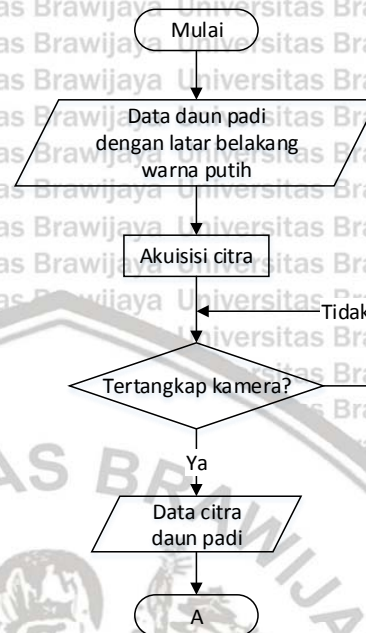 Mulai
Data daun padi
dengan latar belakang
warna putih
Akuisisi citra
Tidak
Tertangkap kamera?
Ya
Data citra
daun padi
A